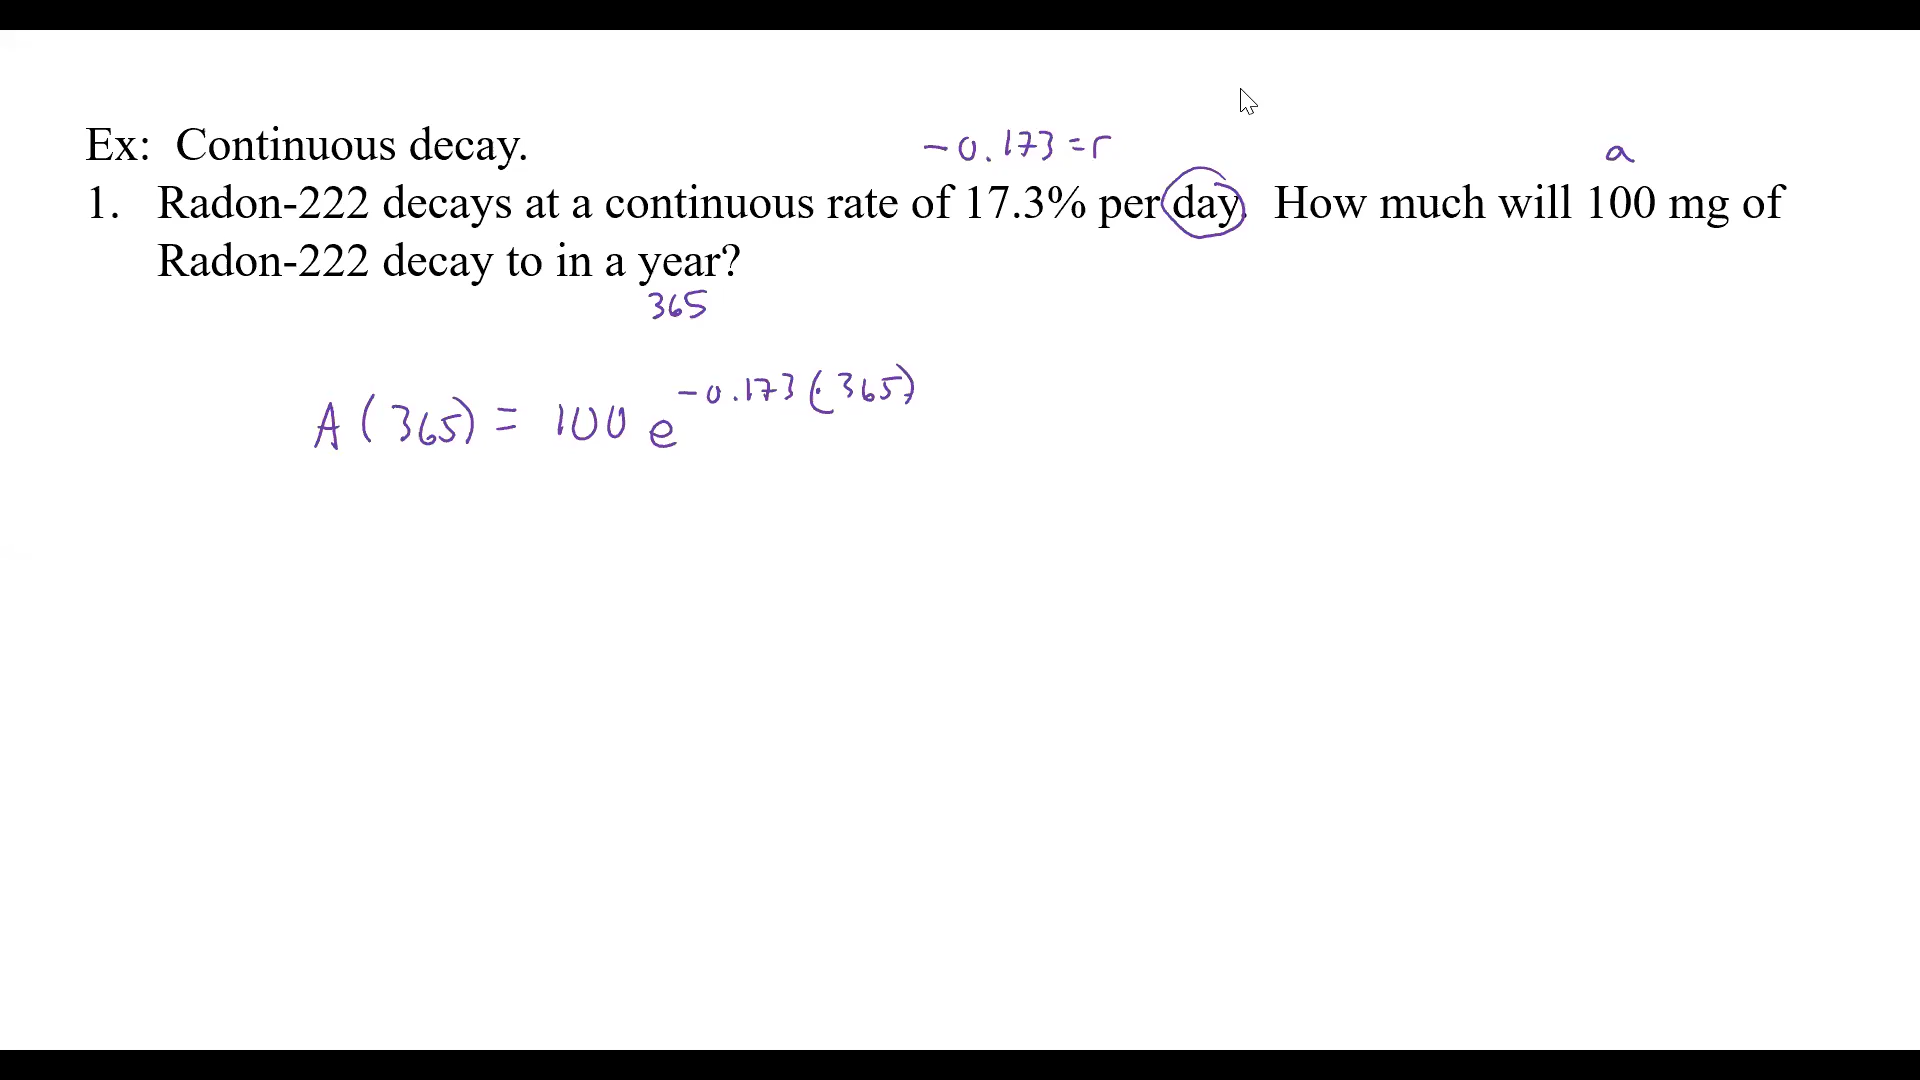 Ex: Continuous decay.
-0.173 = r
a
1. Radon-222 decays at a continuous rate of 17.3% per day. How much will 100 mg of
Radon-222 decay to in a year?
365
A(365) = 100 e^{-0.173(·365)}